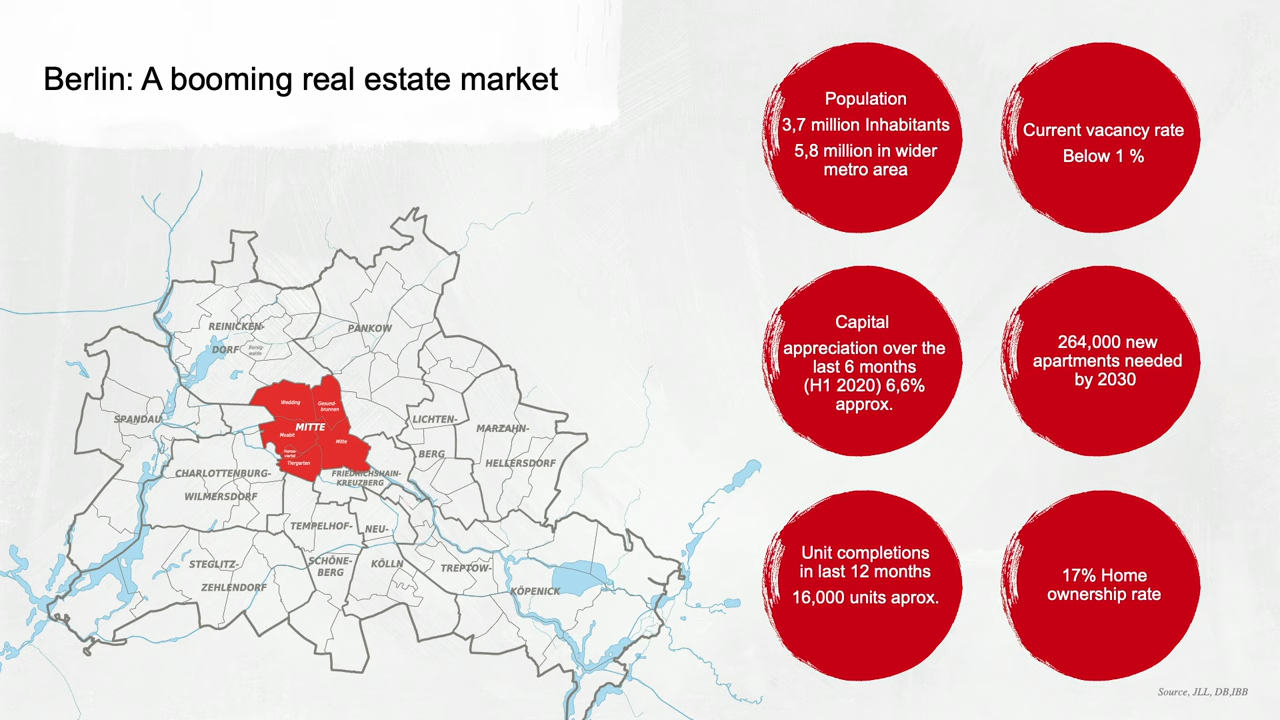 Berlin: A booming real estate market
Population
3,7 million Inhabitants
5,8 million in wider
metro area
Current vacancy rate
Below 1 %
Capital
appreciation over the
last 6 months
(H1 2020) 6,6%
approx.
264,000 new
apartments needed
by 2030
Unit completions
in last 12 months
16,000 units aprox.
17% Home
ownership rate
REINICKEN-
DORF
PANKOW
SPANDAU
Wedding
Gesund-
brunnen
MITTE
Moabit
Mitte
Hansa-
viertel
Tiergarten
LICHTEN-
BERG
MARZAHN-
HELLERSDORF
CHARLOTTENBURG-
WILMERSDORF
FRIEDRICHSHAIN-
KREUZBERG
TEMPELHOF-
SCHÖNE-
BERG
NEU-
KÖLLN
STEGLITZ-
ZEHLENDORF
TREPTOW-
KÖPENICK
Source, JLL, DB,IBB